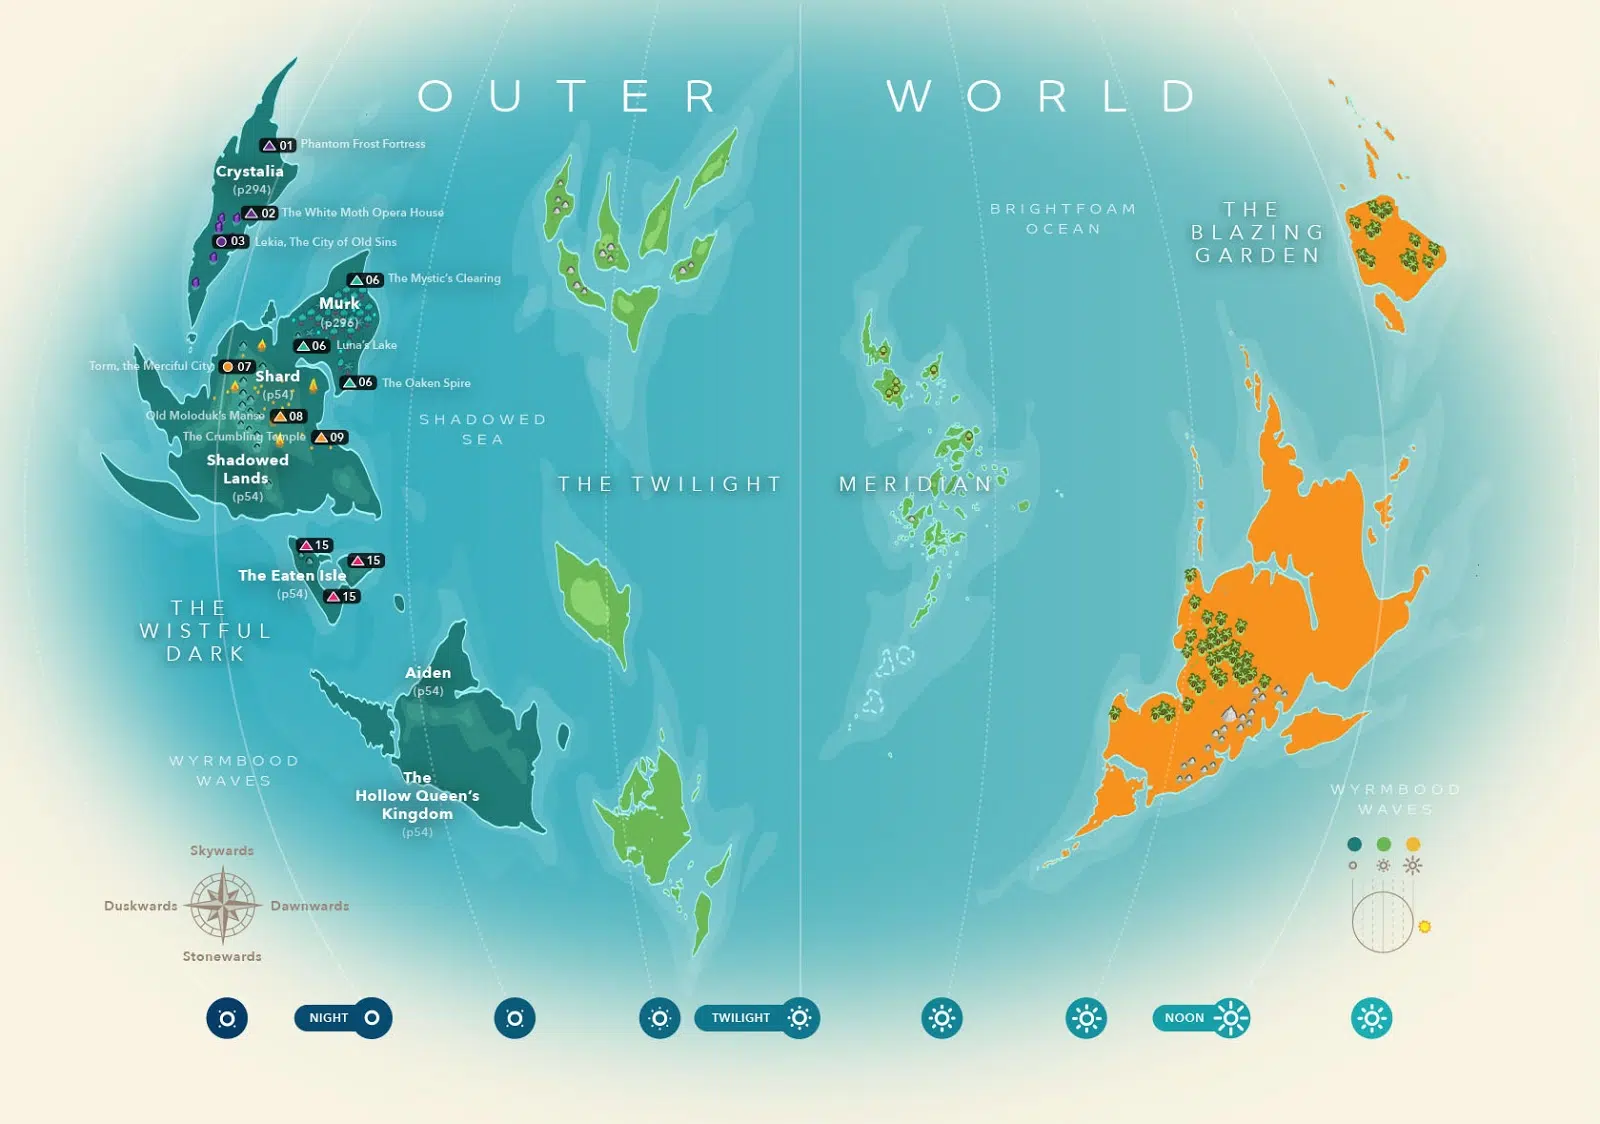 OUTER WORLD
01 Phantom Frost Fortress
Crystalia
(p294)
02 The White Moth Opera House
03 Lekia, The City of Old Sins
BRIGHTFOAM
OCEAN
THE
BLAZING
GARDEN
06 The Mystic's Clearing
Murk
(p296)
06 Luna's Lake
Torm, the Merciful City 07
Shard
(p54)
06 The Oaken Spire
Old Moloduk's Manse 08
The Crumbling Temple 09
SHADOWED
SEA
Shadowed
Lands
(p54)
THE TWILIGHT MERIDIAN
15
15
The Eaten Isle
(p54)
15
THE
WISTFUL
DARK
Aiden
(p54)
WYRMBOOD
WAVES
The
Hollow Queen's
Kingdom
(p54)
WYRMBOOD
WAVES
Skywards
Duskwards
Dawnwards
Stonewards
NIGHT
TWILIGHT
NOON